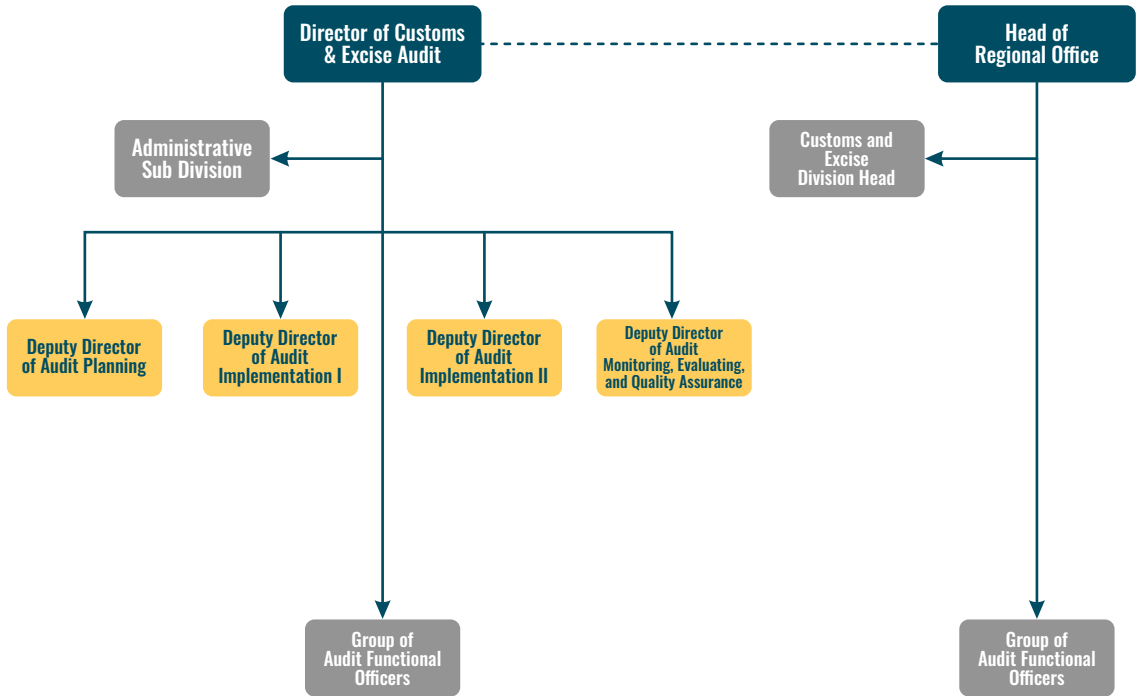 Director of Customs
& Excise Audit
Head of
Regional Office
Administrative
Sub Division
Customs and
Excise
Division Head
Deputy Director
of Audit Planning
Deputy Director
of Audit
Implementation I
Deputy Director
of Audit
Implementation II
Deputy Director
of Audit
Monitoring, Evaluating,
and Quality Assurance
Group of
Audit Functional
Officers
Group of
Audit Functional
Officers